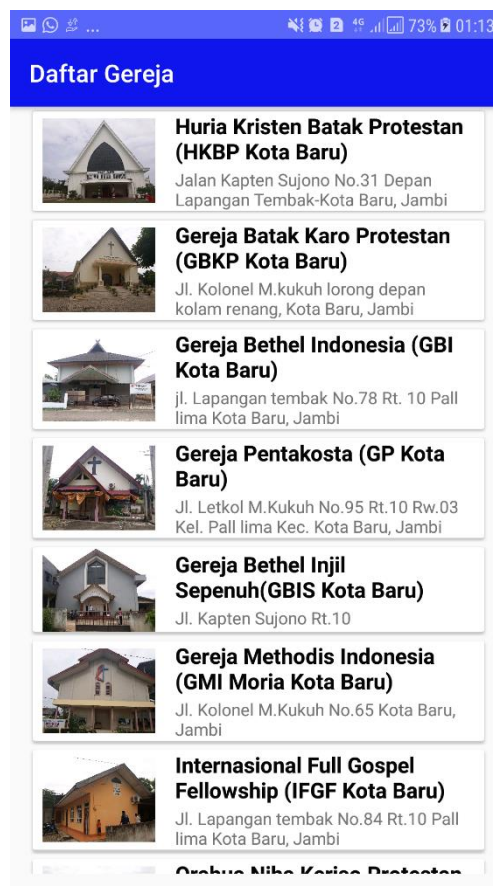 2 4G 73% 01:13
Daftar Gereja
Huria Kristen Batak Protestan
(HKBP Kota Baru)
Jalan Kapten Sujono No.31 Depan
Lapangan Tembak-Kota Baru, Jambi
Gereja Batak Karo Protestan
(GBKP Kota Baru)
Jl. Kolonel M.kukuh lorong depan
kolam renang, Kota Baru, Jambi
Gereja Bethel Indonesia (GBI
Kota Baru)
jl. Lapangan tembak No.78 Rt. 10 Pall
lima Kota Baru, Jambi
Gereja Pentakosta (GP Kota
Baru)
Jl. Letkol M.Kukuh No.95 Rt.10 Rw.03
Kel. Pall lima Kec. Kota Baru, Jambi
Gereja Bethel Injil
Sepenuh(GBIS Kota Baru)
Jl. Kapten Sujono Rt.10
Gereja Methodis Indonesia
(GMI Moria Kota Baru)
Jl. Kolonel M.Kukuh No.65 Kota Baru,
Jambi
Internasional Full Gospel
Fellowship (IFGF Kota Baru)
Jl. Lapangan tembak No.84 Rt.10 Pall
lima Kota Baru, Jambi